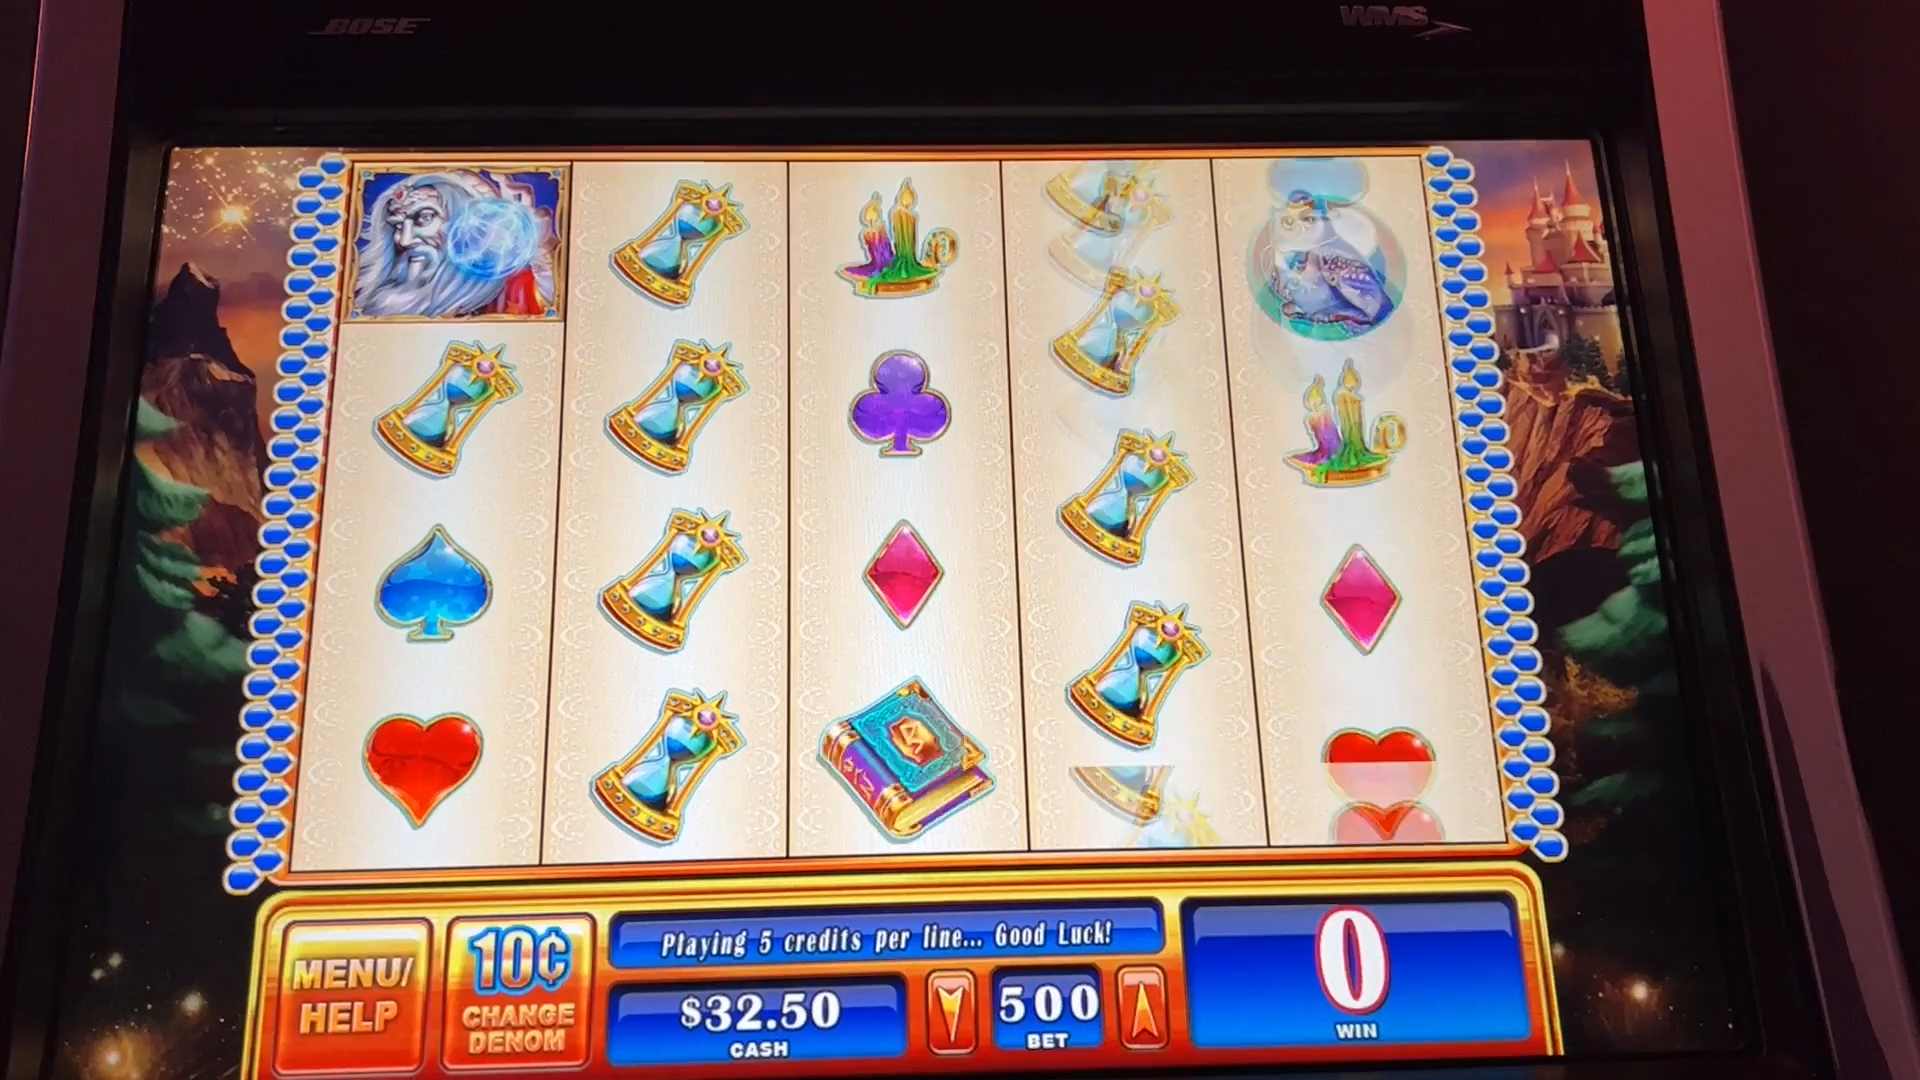 BOSE
WMS
MENU/
HELP
10¢
CHANGE
DENOM
Playing 5 credits per line... Good Luck!
$32.50
CASH
500
BET
0
WIN